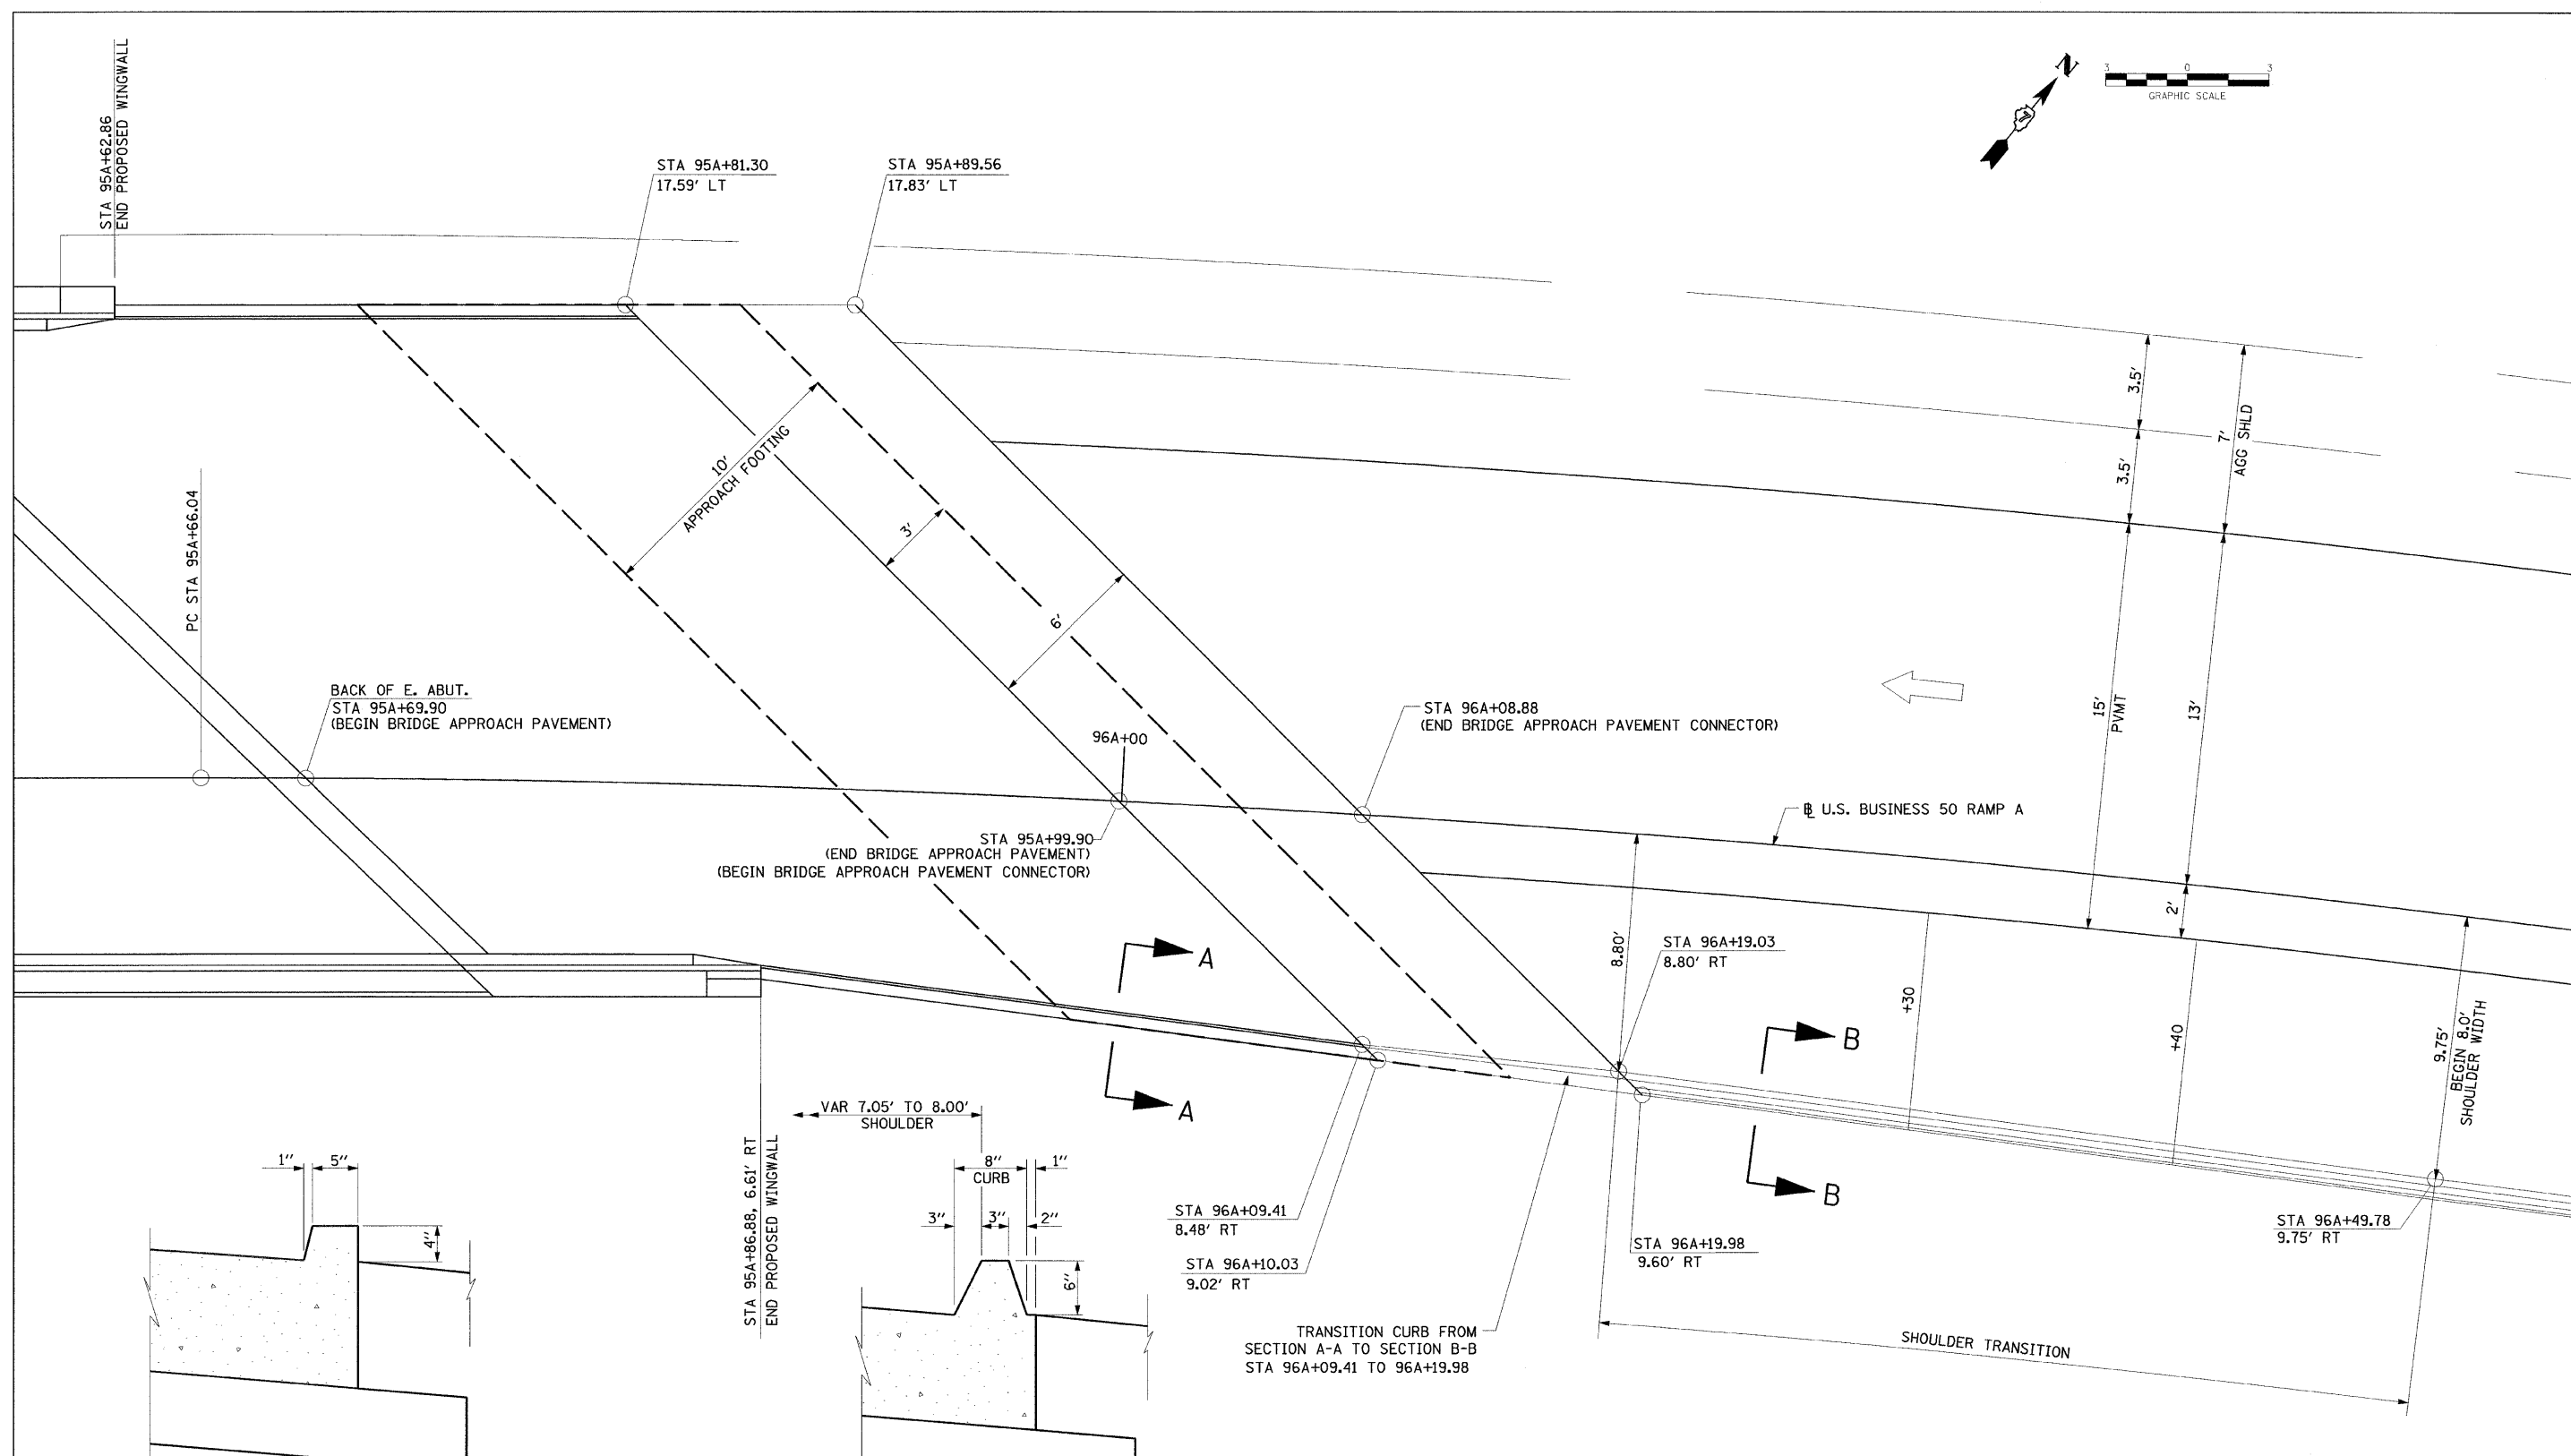 STA 95A+62.86
END PROPOSED WINGWALL
STA 95A+81.30
17.59' LT
STA 95A+89.56
17.83' LT
N
7
3 0 3
GRAPHIC SCALE
3.5'
3.5'
7'
AGG SHLD
10'
APPROACH FOOTING
3'
6'
PC STA 95A+66.04
BACK OF E. ABUT.
STA 95A+69.90
(BEGIN BRIDGE APPROACH PAVEMENT)
96A+00
STA 96A+08.88
(END BRIDGE APPROACH PAVEMENT CONNECTOR)
15'
PVMT
13'
2'
STA 95A+99.90
(END BRIDGE APPROACH PAVEMENT)
(BEGIN BRIDGE APPROACH PAVEMENT CONNECTOR)
℄ U.S. BUSINESS 50 RAMP A
A
A
8.80'
STA 96A+19.03
8.80' RT
+30
+40
9.75'
BEGIN 8.0'
SHOULDER WIDTH
B
B
STA 95A+86.88, 6.61' RT
END PROPOSED WINGWALL
VAR 7.05' TO 8.00'
SHOULDER
1" 5"
4"
8"
CURB
1"
3" 3" 2"
6"
STA 96A+09.41
8.48' RT
STA 96A+10.03
9.02' RT
STA 96A+19.98
9.60' RT
STA 96A+49.78
9.75' RT
TRANSITION CURB FROM
SECTION A-A TO SECTION B-B
STA 96A+09.41 TO 96A+19.98
SHOULDER TRANSITION